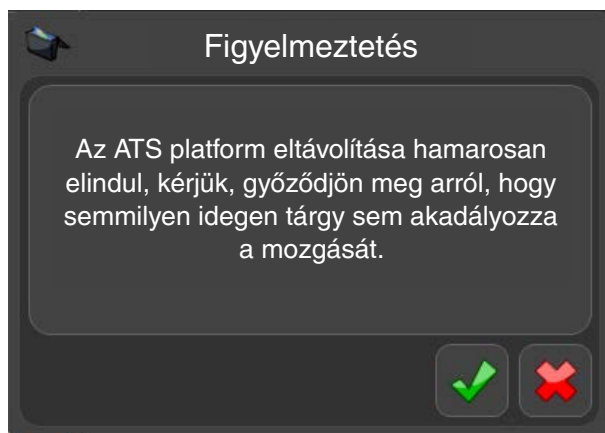 Figyelmeztetés
Az ATS platform eltávolítása hamarosan
elindul, kérjük, győződjön meg arról, hogy
semmilyen idegen tárgy sem akadályozza
a mozgását.